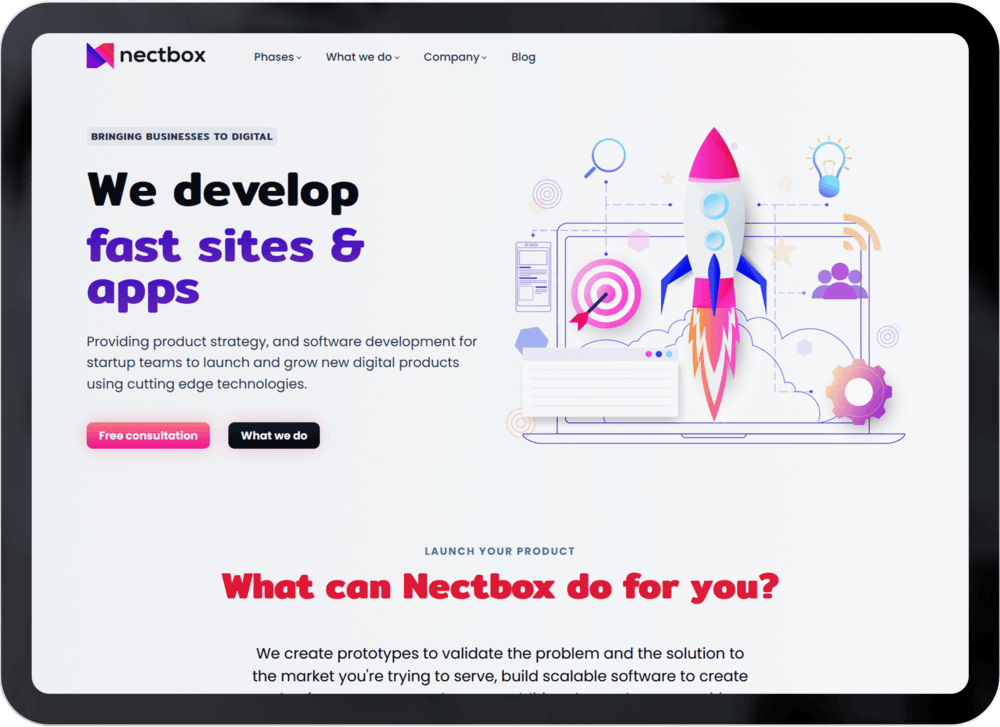 nectbox
Phases
What we do
Company
Blog
BRINGING BUSINESSES TO DIGITAL
We develop
fast sites &
apps
Providing product strategy, and software development for
startup teams to launch and grow new digital products
using cutting edge technologies.
Free consultation
What we do
LAUNCH YOUR PRODUCT
What can Nectbox do for you?
We create prototypes to validate the problem and the solution to
the market you're trying to serve, build scalable software to create